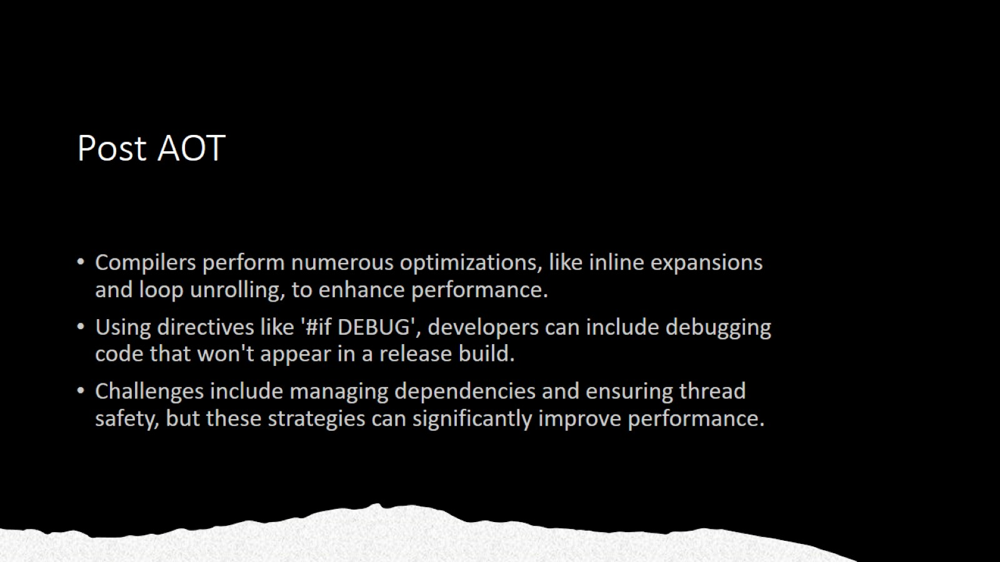 Post AOT
• Compilers perform numerous optimizations, like inline expansions
and loop unrolling, to enhance performance.
• Using directives like '#if DEBUG', developers can include debugging
code that won't appear in a release build.
• Challenges include managing dependencies and ensuring thread
safety, but these strategies can significantly improve performance.